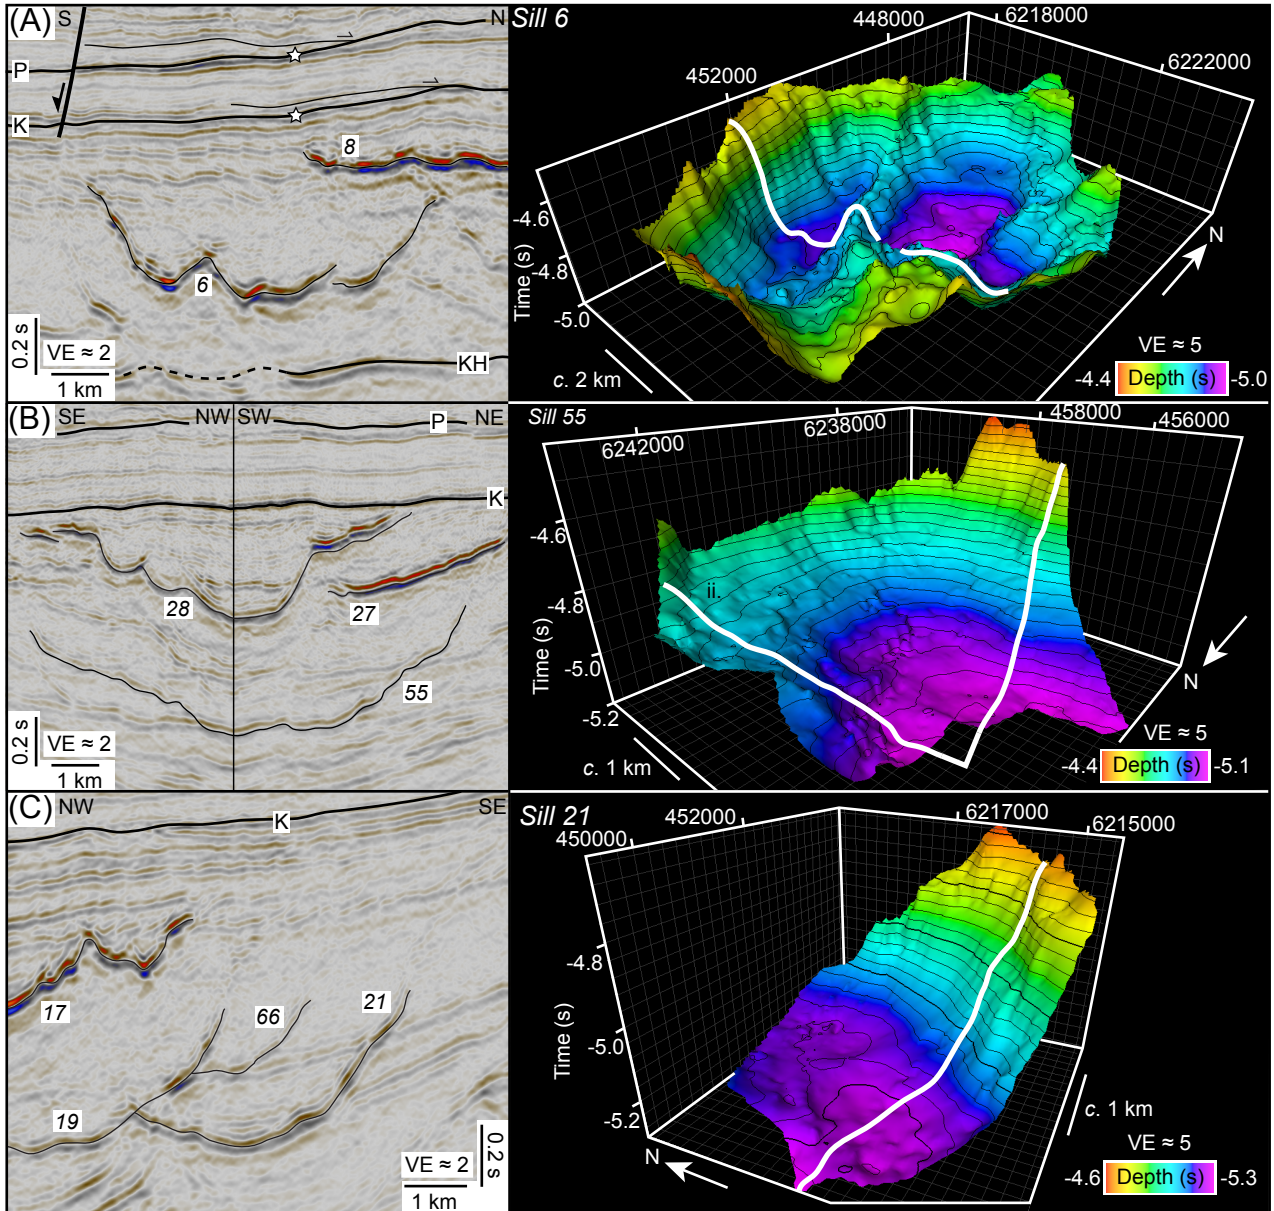 (A) S
N
P
K
8
6
0.2 s
VE ≈ 2
1 km
KH
Sill 6
448000
6218000
452000
6222000
-4.6
-4.8
-5.0
Time (s)
N
c. 2 km
VE ≈ 5
-4.4 Depth (s) -5.0
(B) SE
NW SW
NE
P
K
28
27
55
0.2 s
VE ≈ 2
1 km
Sill 55
6242000
6238000
458000
456000
-4.6
-4.8
-5.0
-5.2
Time (s)
ii.
N
c. 1 km
VE ≈ 5
-4.4 Depth (s) -5.1
(C) NW
SE
K
17
66
21
19
VE ≈ 2
1 km
0.2 s
Sill 21
450000
452000
6217000
6215000
-4.8
-5.0
-5.2
Time (s)
N
c. 1 km
VE ≈ 5
-4.6 Depth (s) -5.3